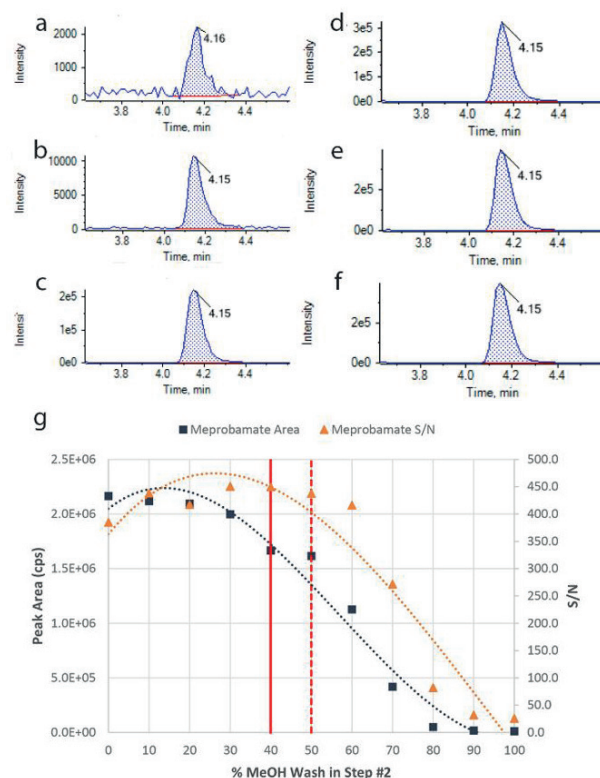 a
Intensity
2000
1000
0
4.16
3.8 4.0 4.2 4.4
Time, min
b
Intensity
10000
5000
0
4.15
3.8 4.0 4.2 4.4
Time, min
c
Intensi
2e5
1e5
0e0
4.15
3.8 4.0 4.2 4.4
Time, min
d
Intensity
3e5
2e5
1e5
0e0
4.15
3.8 4.0 4.2 4.4
Time, min
e
Intensity
2e5
0e0
4.15
3.8 4.0 4.2 4.4
Time, min
f
Intensity
2e5
0e0
4.15
3.8 4.0 4.2 4.4
Time, min
g
Meprobamate Area Meprobamate S/N
Peak Area (cps)
2.5E+06
2.0E+06
1.5E+06
1.0E+06
5.0E+05
0.0E+00
500.0
450.0
400.0
350.0
300.0
250.0
200.0
150.0
100.0
50.0
0.0
S/N
0 10 20 30 40 50 60 70 80 90 100
% MeOH Wash in Step #2